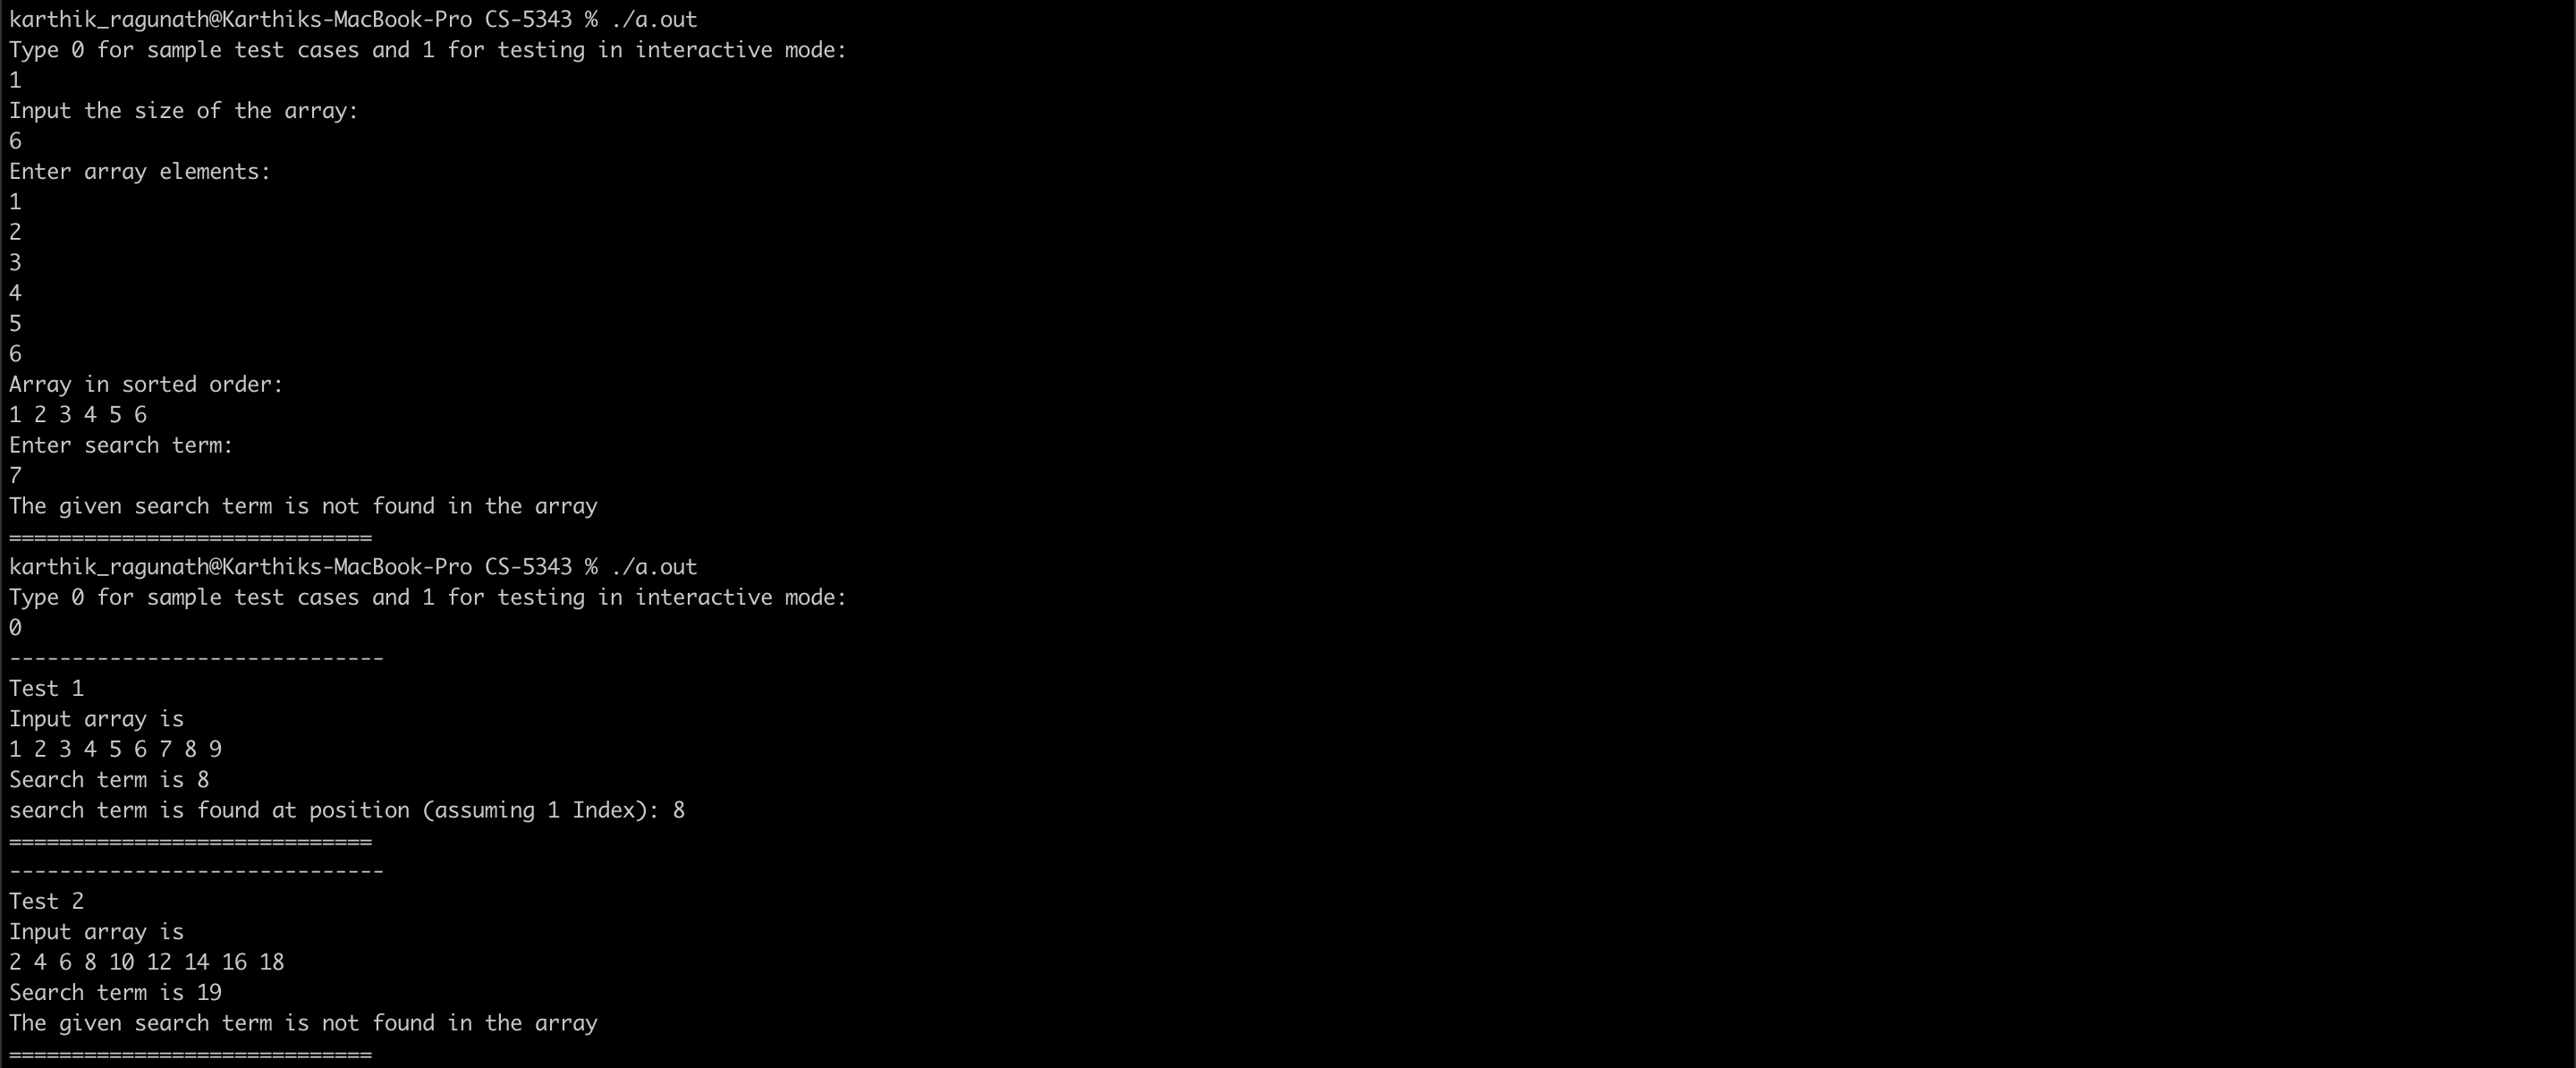 karthik_ragunath@Karthiks-MacBook-Pro CS-5343 % ./a.out
Type 0 for sample test cases and 1 for testing in interactive mode:
1
Input the size of the array:
6
Enter array elements:
1
2
3
4
5
6
Array in sorted order:
1 2 3 4 5 6
Enter search term:
7
The given search term is not found in the array
=============================
karthik_ragunath@Karthiks-MacBook-Pro CS-5343 % ./a.out
Type 0 for sample test cases and 1 for testing in interactive mode:
0
------------------------------
Test 1
Input array is
1 2 3 4 5 6 7 8 9
Search term is 8
search term is found at position (assuming 1 Index): 8
=============================
------------------------------
Test 2
Input array is
2 4 6 8 10 12 14 16 18
Search term is 19
The given search term is not found in the array
=============================